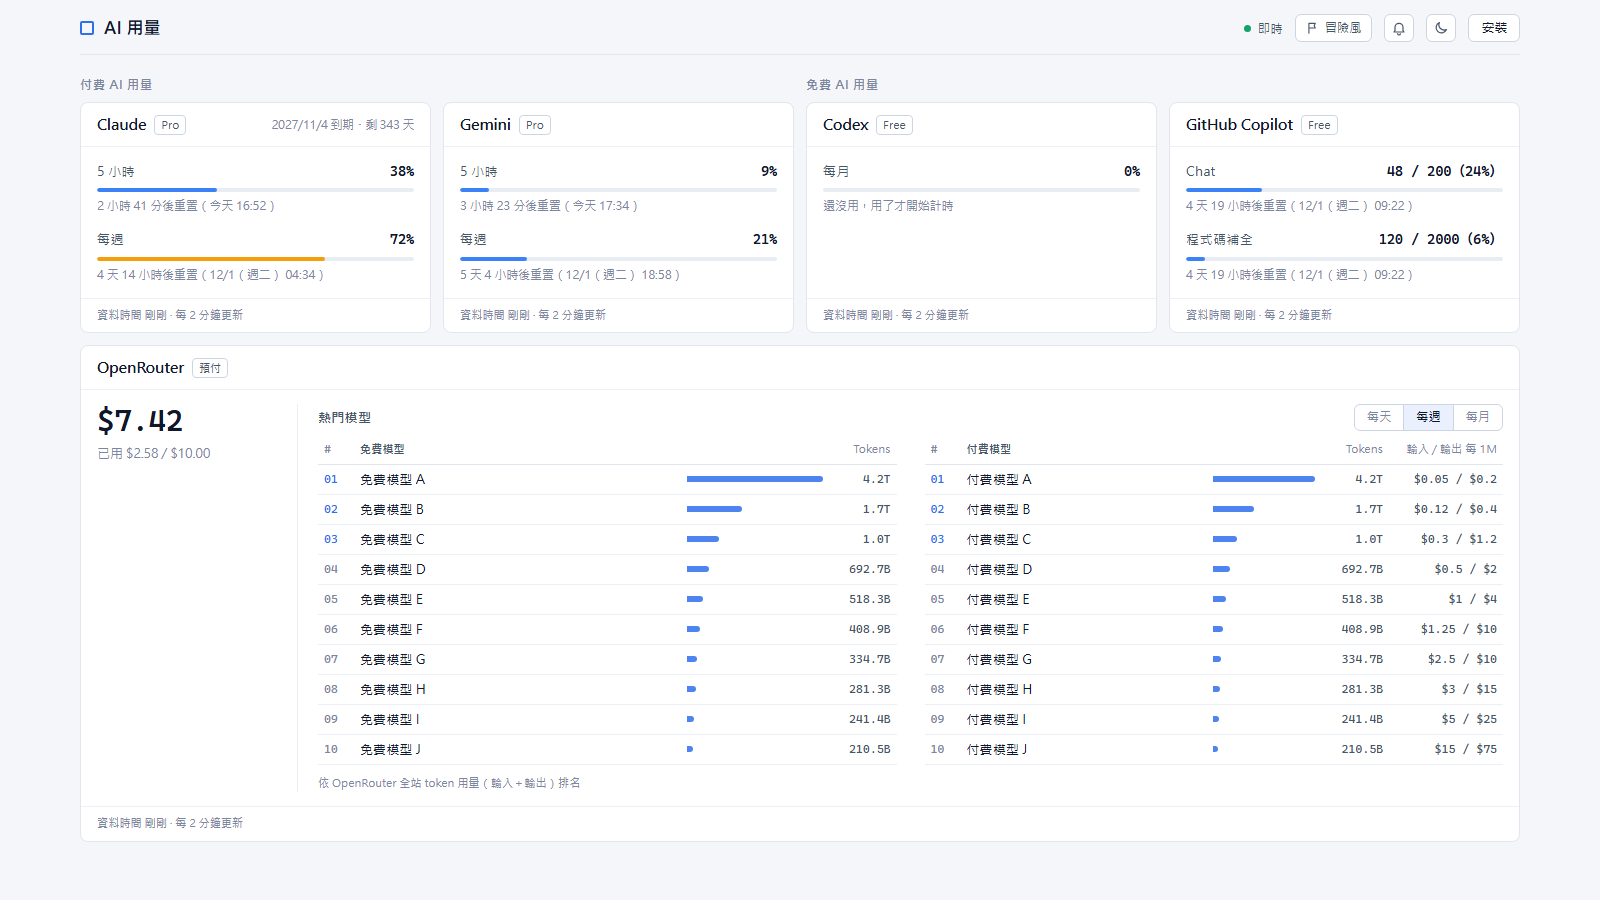 AI 用量
即時
冒險風
安裝
付費 AI 用量
免費 AI 用量
Claude Pro 2027/11/4 到期 · 剩 343 天
5 小時 38%
2 小時 41 分後重置（今天 16:52）
每週 72%
4 天 14 小時後重置（12/1（週二） 04:34）
資料時間 剛剛 · 每 2 分鐘更新
Gemini Pro
5 小時 9%
3 小時 23 分後重置（今天 17:34）
每週 21%
5 天 4 小時後重置（12/1（週二） 18:58）
資料時間 剛剛 · 每 2 分鐘更新
Codex Free
每月 0%
還沒用，用了才開始計時
資料時間 剛剛 · 每 2 分鐘更新
GitHub Copilot Free
Chat 48 / 200 (24%)
4 天 19 小時後重置（12/1（週二） 09:22）
程式碼補全 120 / 2000 (6%)
4 天 19 小時後重置（12/1（週二） 09:22）
資料時間 剛剛 · 每 2 分鐘更新
OpenRouter 預付
$7.42
已用 $2.58 / $10.00
熱門模型
每天 每週 每月
# 免費模型 Tokens
01 免費模型 A 4.2T
02 免費模型 B 1.7T
03 免費模型 C 1.0T
04 免費模型 D 692.7B
05 免費模型 E 518.3B
06 免費模型 F 408.9B
07 免費模型 G 334.7B
08 免費模型 H 281.3B
09 免費模型 I 241.4B
10 免費模型 J 210.5B
# 付費模型 Tokens 輸入 / 輸出 每 1M
01 付費模型 A 4.2T $0.05 / $0.2
02 付費模型 B 1.7T $0.12 / $0.4
03 付費模型 C 1.0T $0.3 / $1.2
04 付費模型 D 692.7B $0.5 / $2
05 付費模型 E 518.3B $1 / $4
06 付費模型 F 408.9B $1.25 / $10
07 付費模型 G 334.7B $2.5 / $10
08 付費模型 H 281.3B $3 / $15
09 付費模型 I 241.4B $5 / $25
10 付費模型 J 210.5B $15 / $75
依 OpenRouter 全站 token 用量（輸入 + 輸出）排名
資料時間 剛剛 · 每 2 分鐘更新